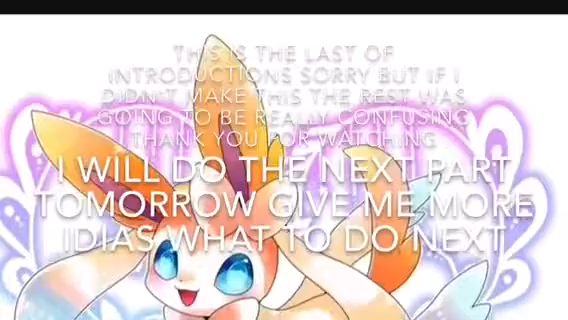 THIS IS THE LAST OF
INTRODUCTIONS SORRY BUT IF I
DIDN'T MAKE THIS THE REST WAS
GOING TO BE REALLY CONFUSING
THANK YOU FOR WATCHING
I WILL DO THE NEXT PART
TOMORROW GIVE ME MORE
IDIAS WHAT TO DO NEXT